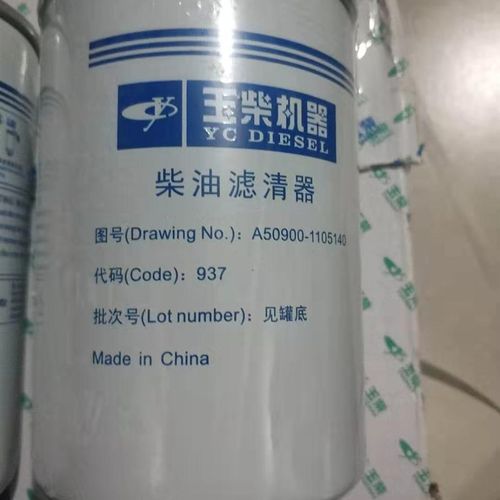 玉柴机器
YC DIESEL
柴油滤清器
图号(Drawing No.): A50900-1105140
代码(Code): 937
批次号(Lot number): 见罐底
Made in China